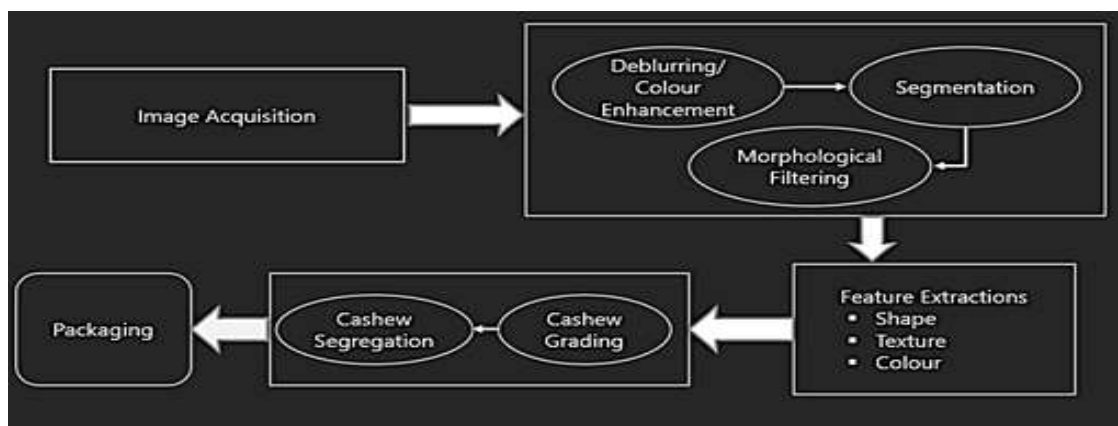 Image Acquisition
Deblurring/
Colour
Enhancement
Segmentation
Morphological
Filtering
Feature Extractions
▪ Shape
▪ Texture
▪ Colour
Cashew
Grading
Cashew
Segregation
Packaging